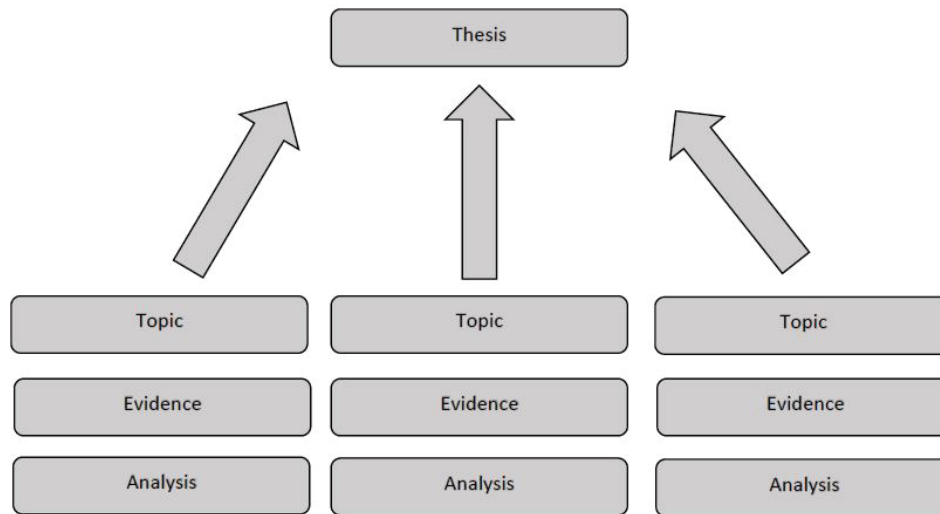 Thesis
Topic
Topic
Topic
Evidence
Evidence
Evidence
Analysis
Analysis
Analysis